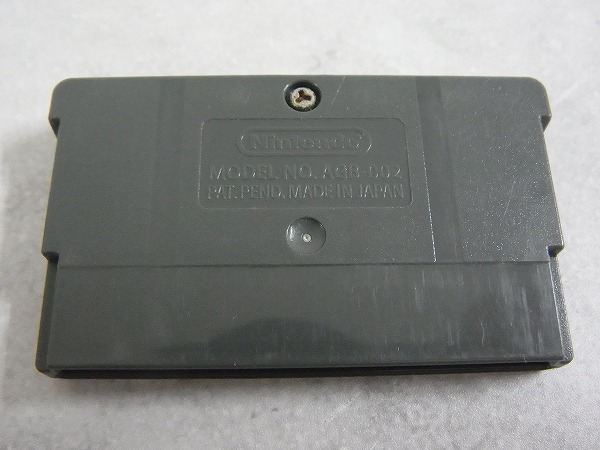 Nintendo
MODEL NO. AGB-002
PAT. PEND. MADE IN JAPAN